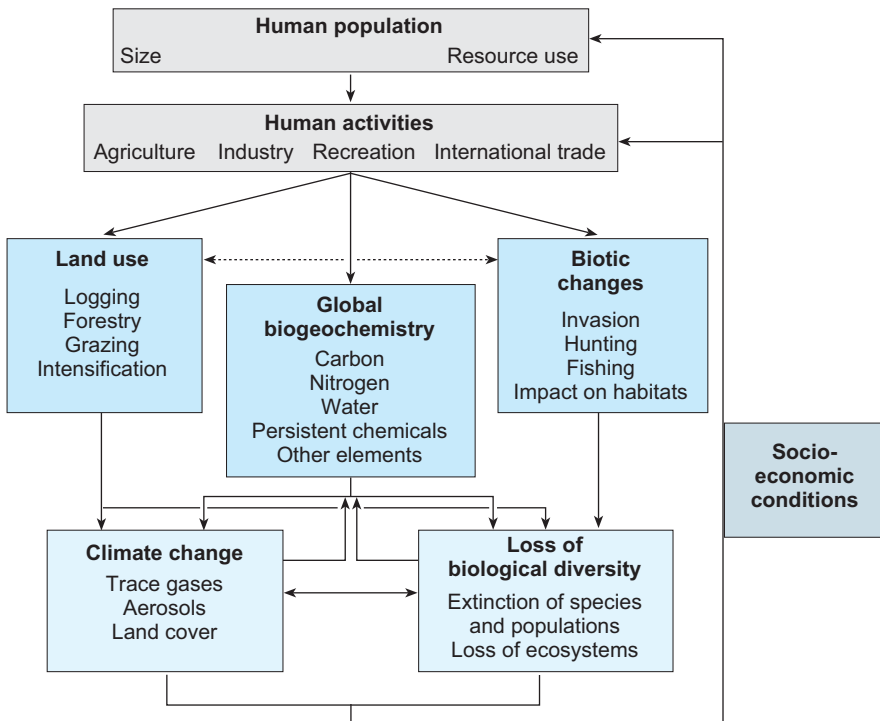 Human population
Size Resource use
Human activities
Agriculture Industry Recreation International trade
Land use
Logging
Forestry
Grazing
Intensification
Global
biogeochemistry
Carbon
Nitrogen
Water
Persistent chemicals
Other elements
Biotic
changes
Invasion
Hunting
Fishing
Impact on habitats
Socio-
economic
conditions
Climate change
Trace gases
Aerosols
Land cover
Loss of
biological diversity
Extinction of species
and populations
Loss of ecosystems